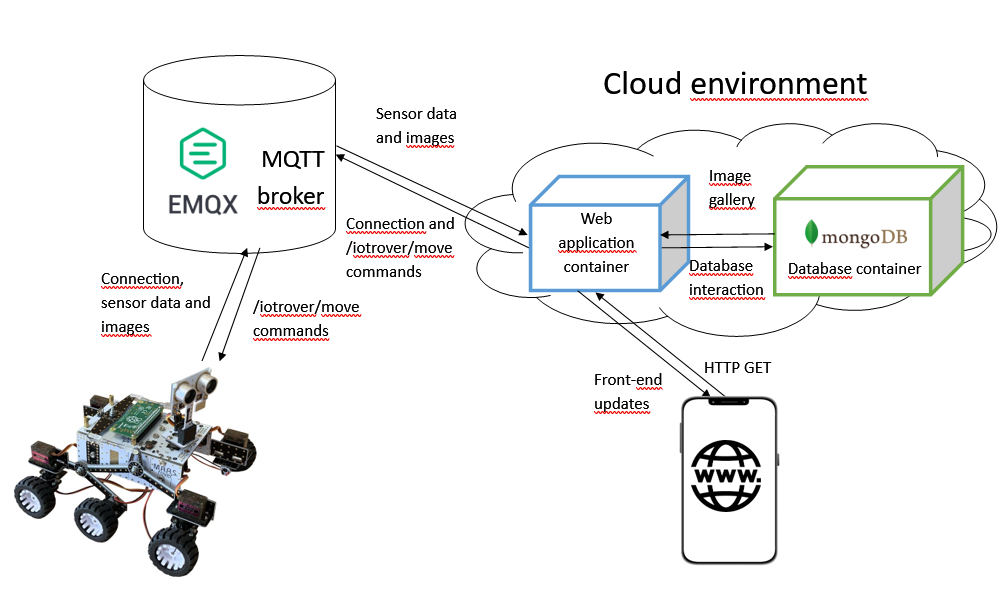 Cloud environment
Sensor data
and images
MQTT
broker
EMQX
Connection and
/iotrover/move
commands
Image
gallery
Web
application
container
mongoDB
Database container
Database
interaction
Connection,
sensor data and
images
/iotrover/move
commands
HTTP GET
Front-end
updates
www.
MARS